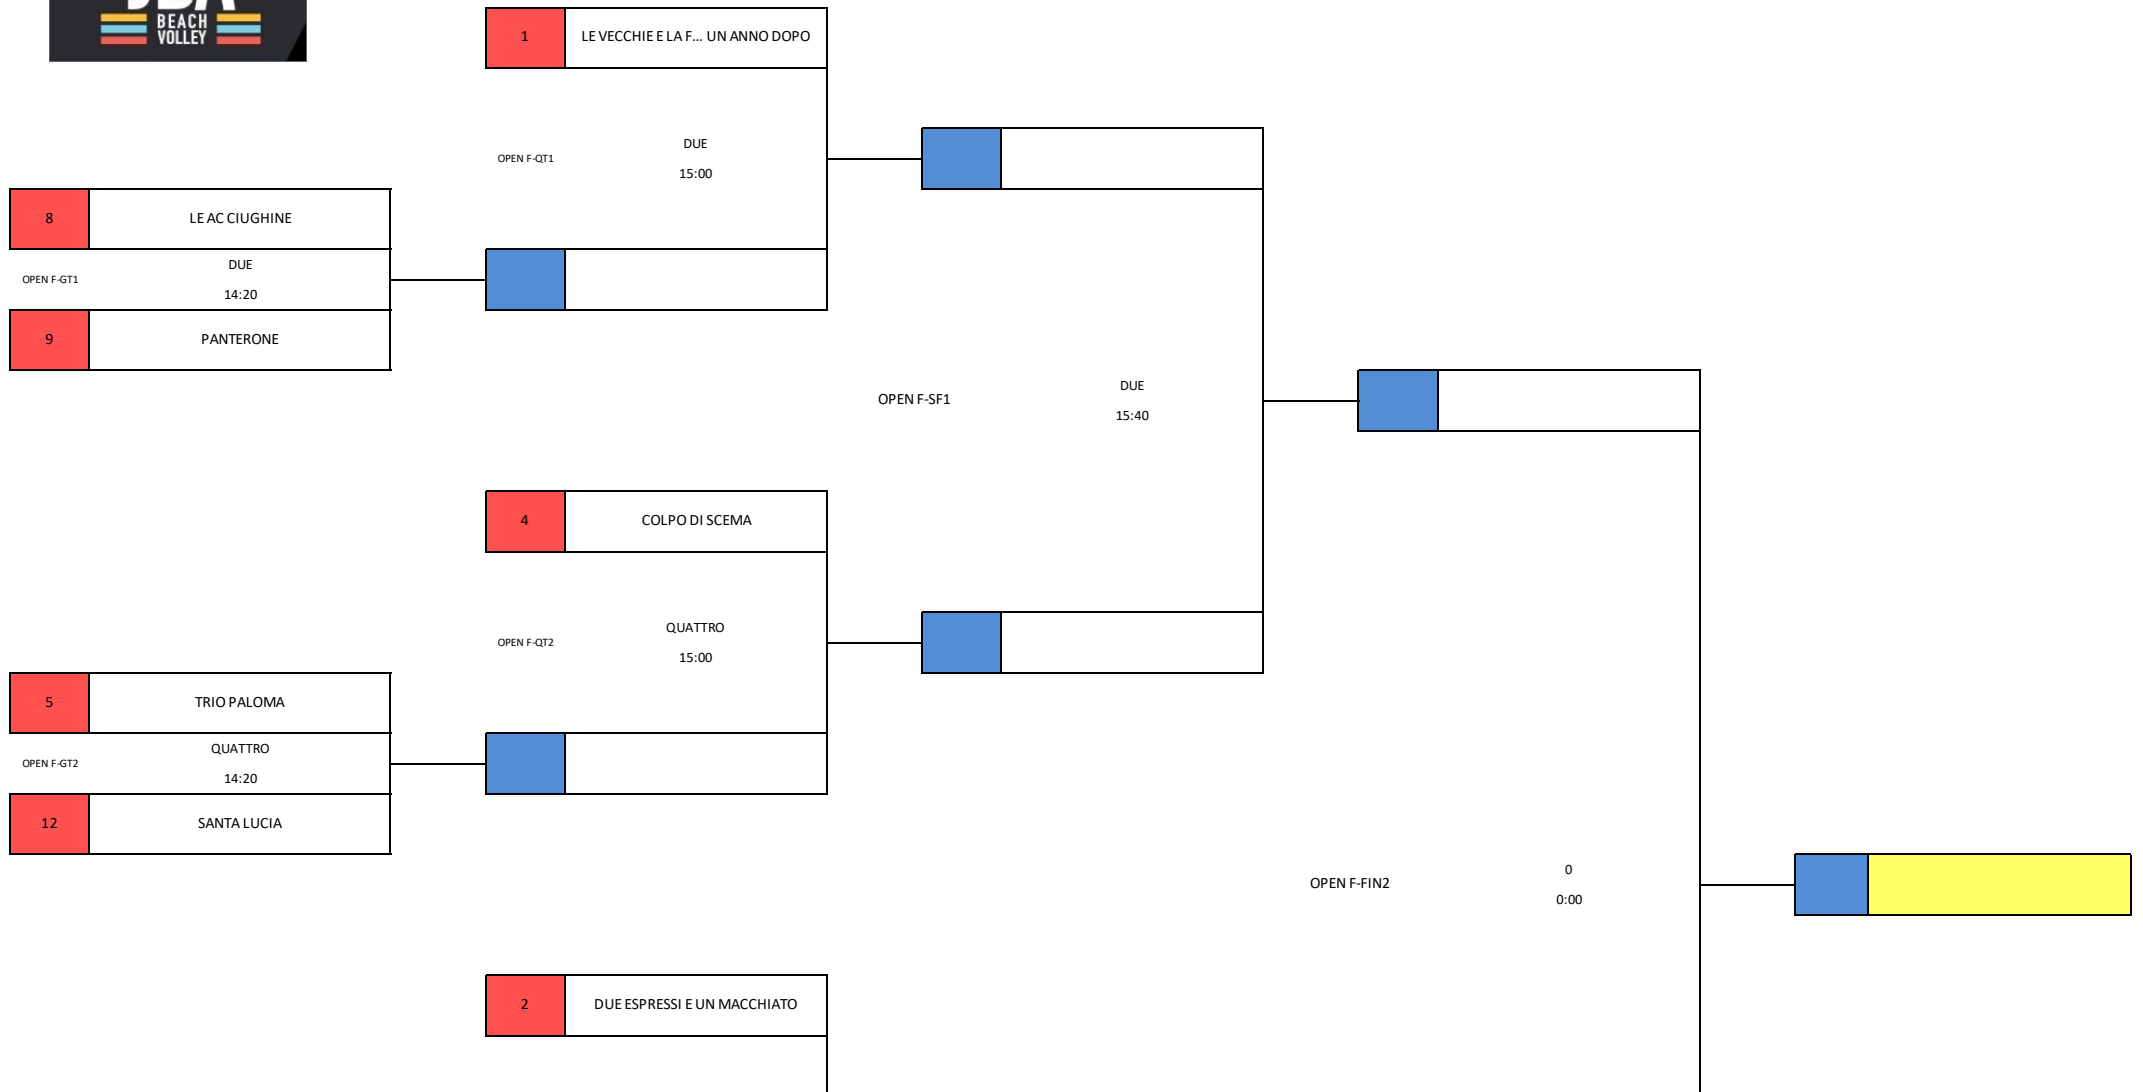 BEACH
VOLLEY
1 LE VECCHIE E LA F... UN ANNO DOPO
OPEN F-QT1
DUE
15:00
8 LE AC CIUGHINE
OPEN F-GT1
DUE
14:20
9 PANTERONE
OPEN F-SF1
DUE
15:40
4 COLPO DI SCEMA
OPEN F-QT2
QUATTRO
15:00
5 TRIO PALOMA
OPEN F-GT2
QUATTRO
14:20
12 SANTA LUCIA
OPEN F-FIN2
0
0:00
2 DUE ESPRESSI E UN MACCHIATO